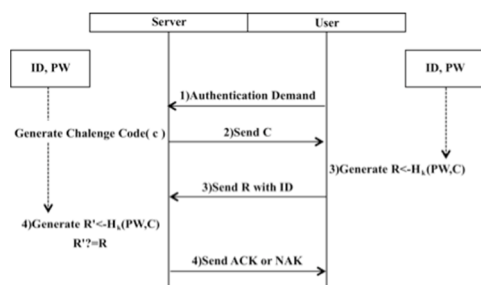 Server User
ID, PW ID, PW
1)Authentication Demand
Generate Chalenge Code( c ) 2)Send C
3)Generate R<-Hk(PW,C)
3)Send R with ID
4)Generate R'<-Hk(PW,C)
R'?=R
4)Send ACK or NAK